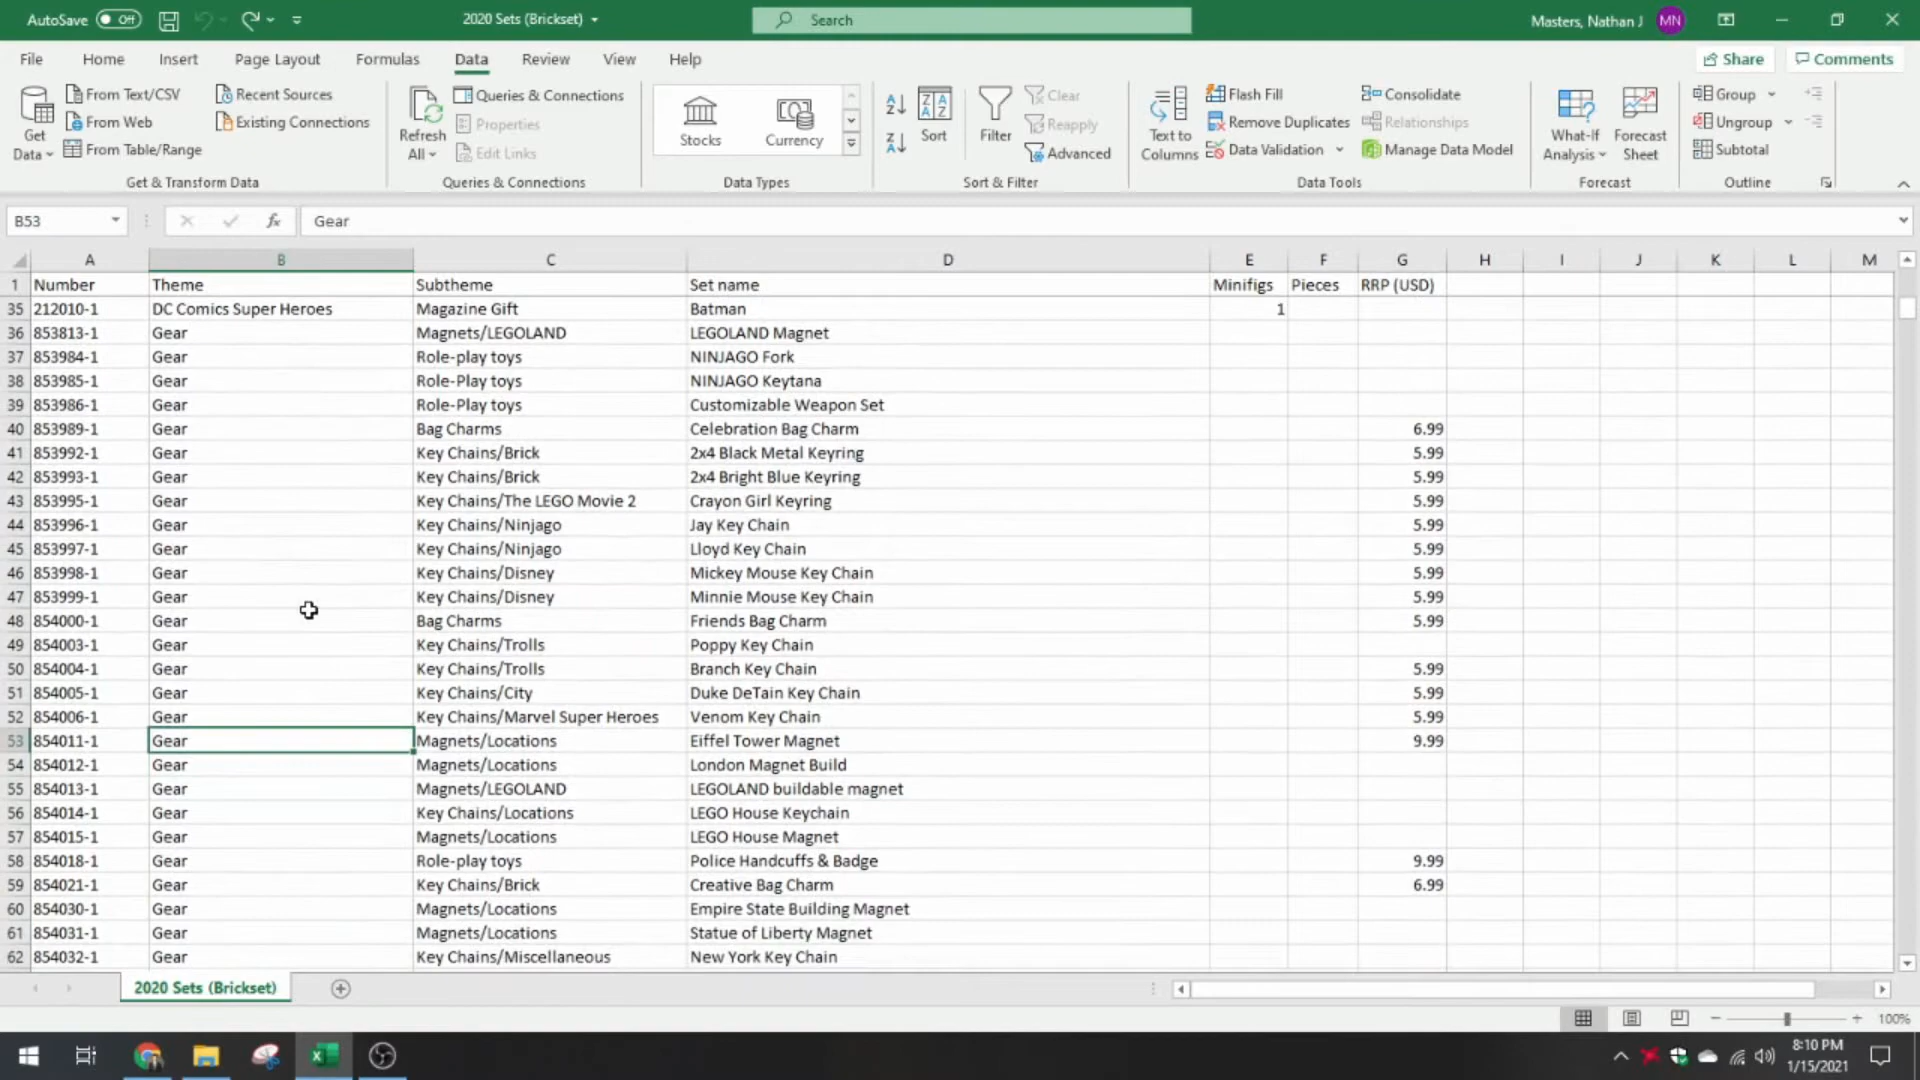 AutoSave Off 2020 Sets (Brickset) Search Masters, Nathan J MN
File Home Insert Page Layout Formulas Data Review View Help Share Comments
Get Data From Text/CSV From Web From Table/Range Recent Sources Existing Connections
Get & Transform Data
Refresh All Queries & Connections Properties Edit Links
Queries & Connections
Stocks Currency
Data Types
Sort Filter Clear Reapply Advanced
Sort & Filter
Text to Columns Flash Fill Remove Duplicates Data Validation Consolidate Relationships Manage Data Model
Data Tools
What-If Analysis Forecast Sheet
Forecast
Group Ungroup Subtotal
Outline
B53 fx Gear
A B C D E F G H I J K L M
1 Number Theme Subtheme Set name Minifigs Pieces RRP (USD)
35 212010-1 DC Comics Super Heroes Magazine Gift Batman 1
36 853813-1 Gear Magnets/LEGOLAND LEGOLAND Magnet
37 853984-1 Gear Role-play toys NINJAGO Fork
38 853985-1 Gear Role-Play toys NINJAGO Keytana
39 853986-1 Gear Role-Play toys Customizable Weapon Set
40 853989-1 Gear Bag Charms Celebration Bag Charm 6.99
41 853992-1 Gear Key Chains/Brick 2x4 Black Metal Keyring 5.99
42 853993-1 Gear Key Chains/Brick 2x4 Bright Blue Keyring 5.99
43 853995-1 Gear Key Chains/The LEGO Movie 2 Crayon Girl Keyring 5.99
44 853996-1 Gear Key Chains/Ninjago Jay Key Chain 5.99
45 853997-1 Gear Key Chains/Ninjago Lloyd Key Chain 5.99
46 853998-1 Gear Key Chains/Disney Mickey Mouse Key Chain 5.99
47 853999-1 Gear Key Chains/Disney Minnie Mouse Key Chain 5.99
48 854000-1 Gear Bag Charms Friends Bag Charm 5.99
49 854003-1 Gear Key Chains/Trolls Poppy Key Chain
50 854004-1 Gear Key Chains/Trolls Branch Key Chain 5.99
51 854005-1 Gear Key Chains/City Duke DeTain Key Chain 5.99
52 854006-1 Gear Key Chains/Marvel Super Heroes Venom Key Chain 5.99
53 854011-1 Gear Magnets/Locations Eiffel Tower Magnet 9.99
54 854012-1 Gear Magnets/Locations London Magnet Build
55 854013-1 Gear Magnets/LEGOLAND LEGOLAND buildable magnet
56 854014-1 Gear Key Chains/Locations LEGO House Keychain
57 854015-1 Gear Magnets/Locations LEGO House Magnet
58 854018-1 Gear Role-play toys Police Handcuffs & Badge 9.99
59 854021-1 Gear Key Chains/Brick Creative Bag Charm 6.99
60 854030-1 Gear Magnets/Locations Empire State Building Magnet
61 854031-1 Gear Magnets/Locations Statue of Liberty Magnet
62 854032-1 Gear Key Chains/Miscellaneous New York Key Chain
2020 Sets (Brickset)
100%
8:10 PM
1/15/2021